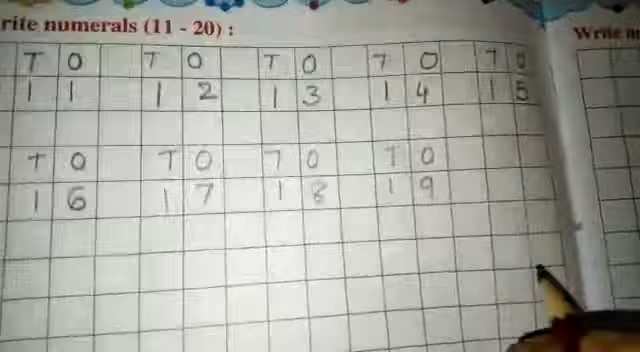 rite numerals (11 - 20) :
Write n
T O T O T O T O T O
1 1 1 2 1 3 1 4 1 5
T O T O T O T O
1 6 1 7 1 8 1 9